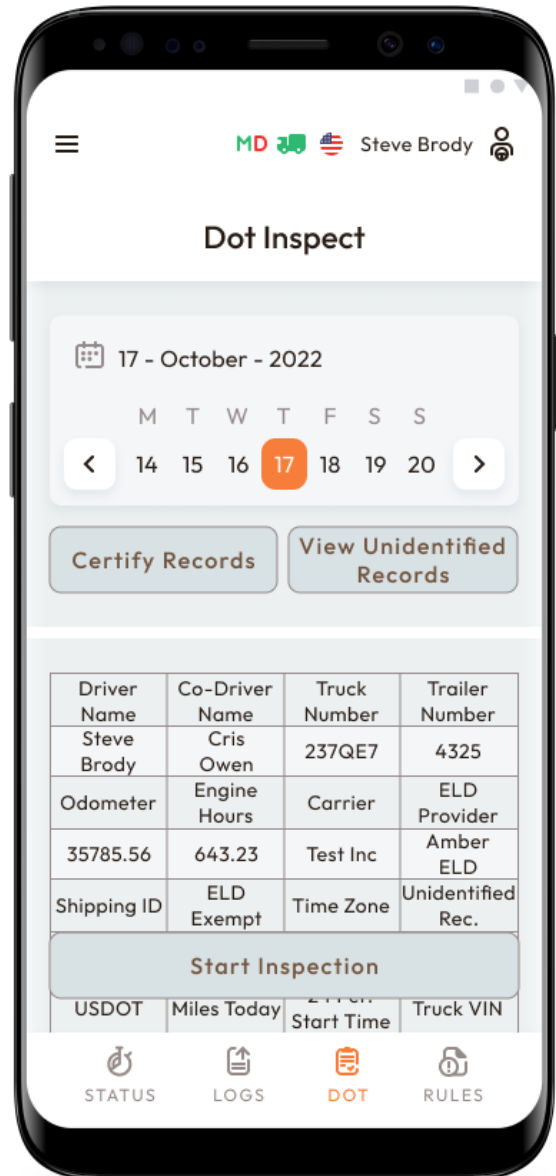 MD Steve Brody
Dot Inspect
17 - October - 2022
M T W T F S S
14 15 16 17 18 19 20
Certify Records
View Unidentified
Records
Driver Name
Co-Driver Name
Truck Number
Trailer Number
Steve Brody
Cris Owen
237QE7
4325
Odometer
Engine Hours
Carrier
ELD Provider
35785.56
643.23
Test Inc
Amber ELD
Shipping ID
ELD Exempt
Time Zone
Unidentified Rec.
Start Inspection
USDOT
Miles Today
Start Time
Truck VIN
STATUS LOGS DOT RULES